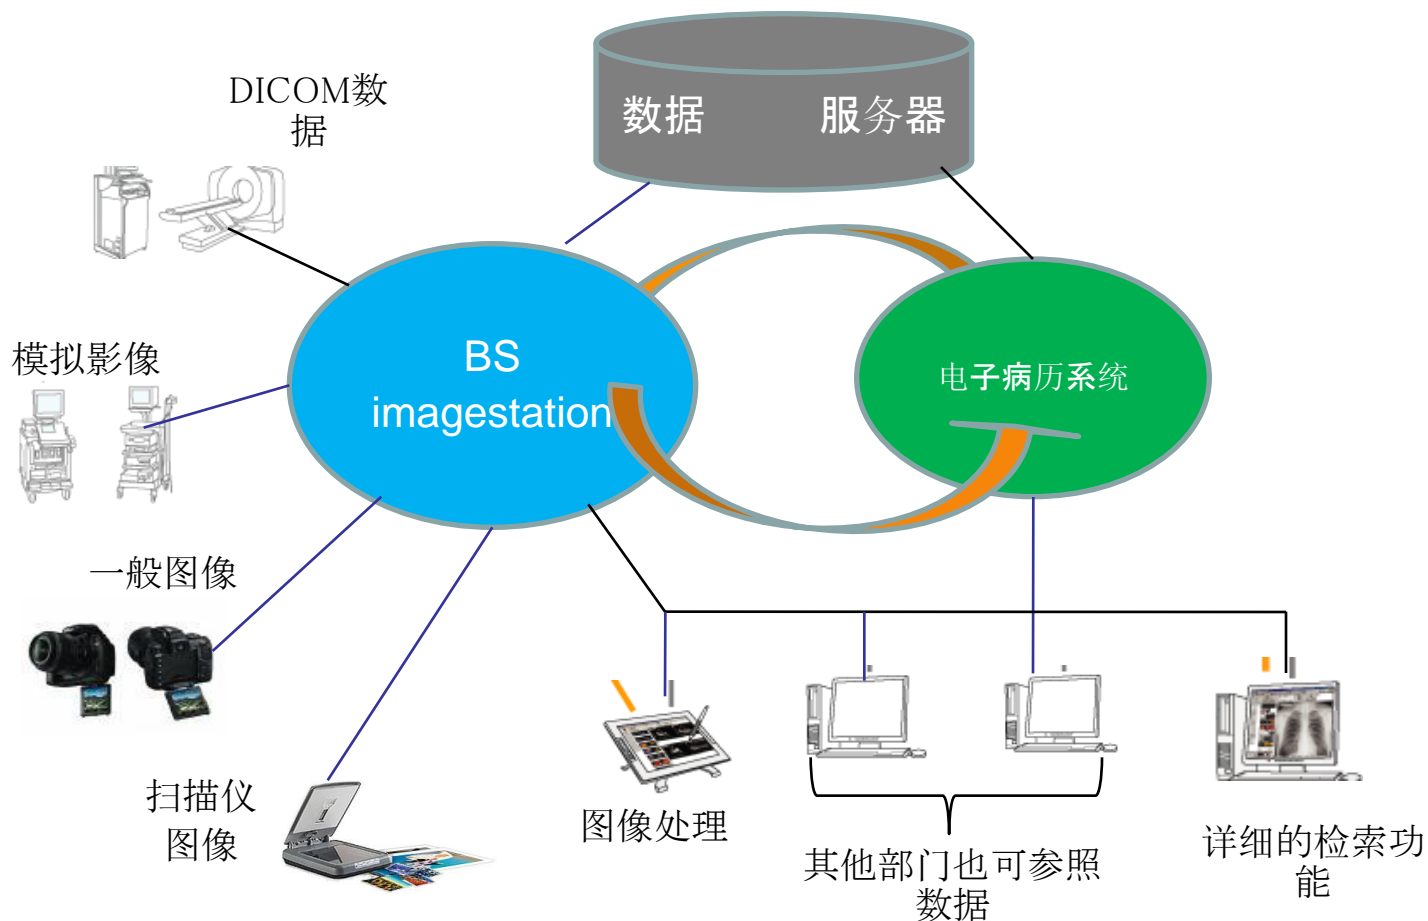 DICOM数
据
数据 服务器
模拟影像
BS
imagestation
电子病历系统
一般图像
扫描仪
图像
图像处理
其他部门也可参照
数据
详细的检索功
能